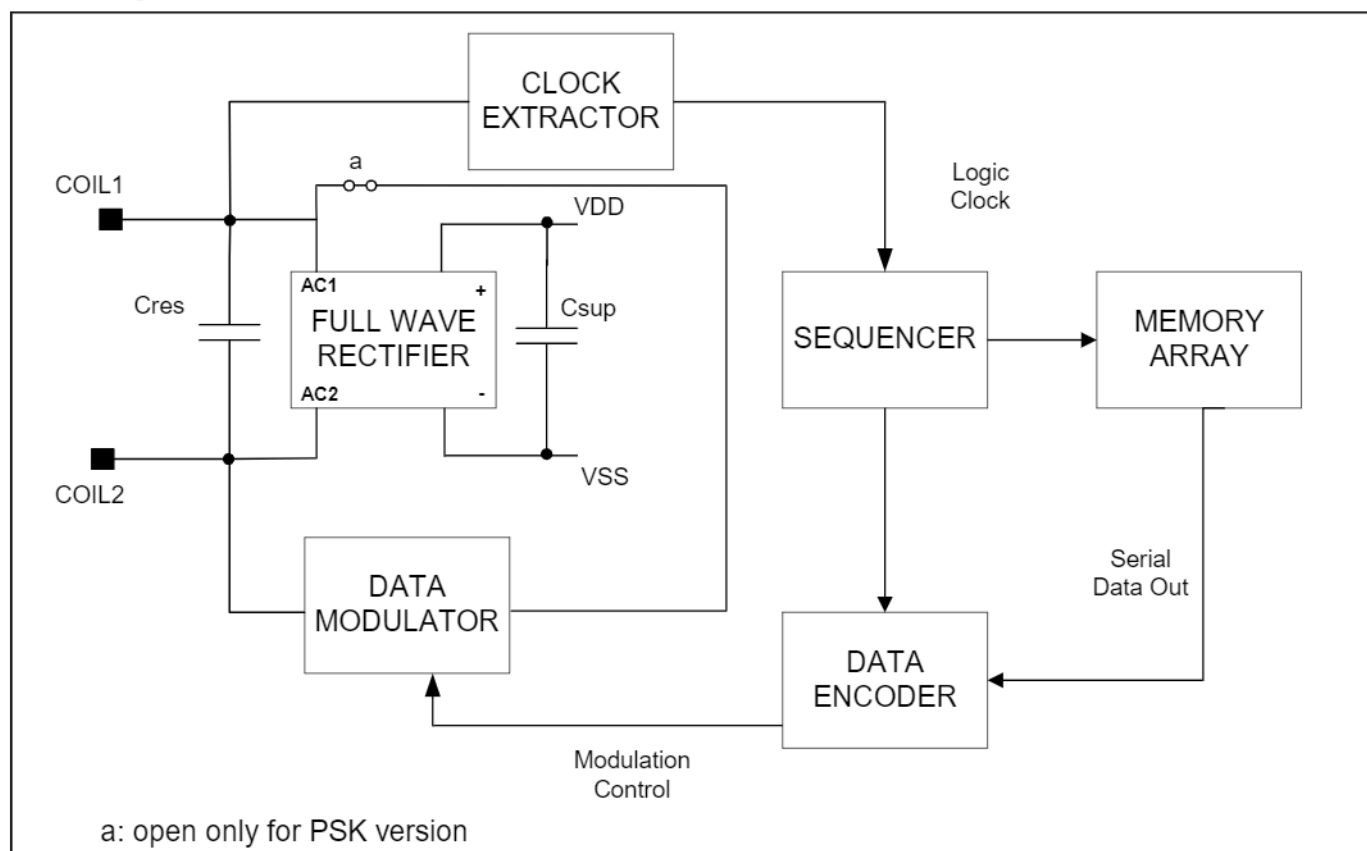 CLOCK
EXTRACTOR
a
COIL1
Logic
Clock
VDD
AC1
+
Cres
FULL WAVE
RECTIFIER
Csup
SEQUENCER
MEMORY
ARRAY
AC2
-
VSS
COIL2
Serial
Data Out
DATA
MODULATOR
DATA
ENCODER
Modulation
Control
a: open only for PSK version